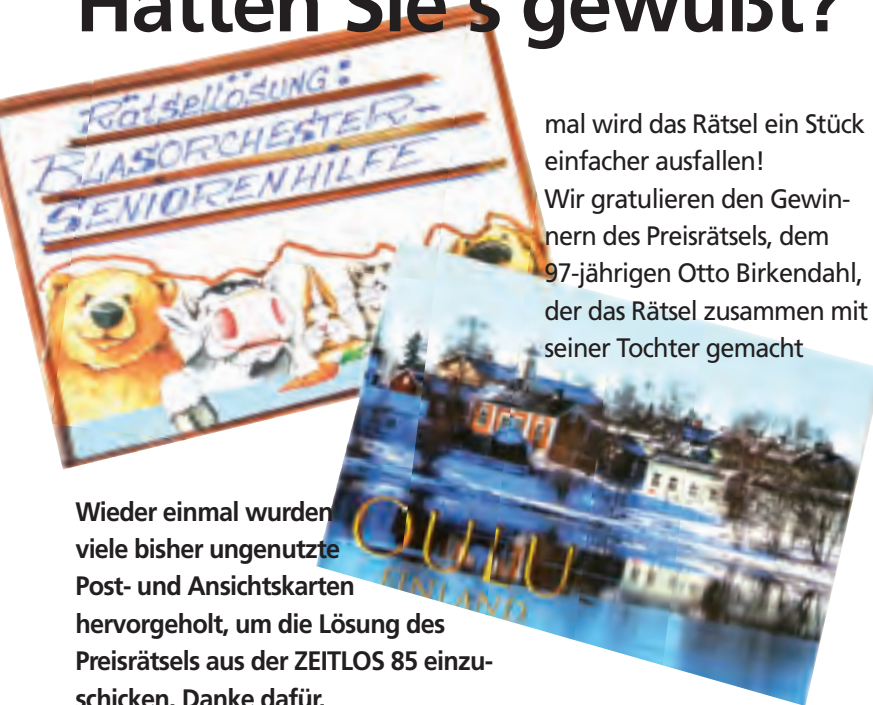 Hätten Sie's gewußt?
Rätsellösung:
BLASORCHESTER-
SENIORENHILFE
Wieder einmal wurden
viele bisher ungenutzte
Post- und Ansichtskarten
hervorgeholt, um die Lösung des
Preisrätsels aus der ZEITLOS 85 einzu-
schicken. Danke dafür.
OULU
FINLAND
mal wird das Rätsel ein Stück
einfacher ausfallen!
Wir gratulieren den Gewin-
nern des Preisrätsels, dem
97-jährigen Otto Birkendahl,
der das Rätsel zusammen mit
seiner Tochter gemacht